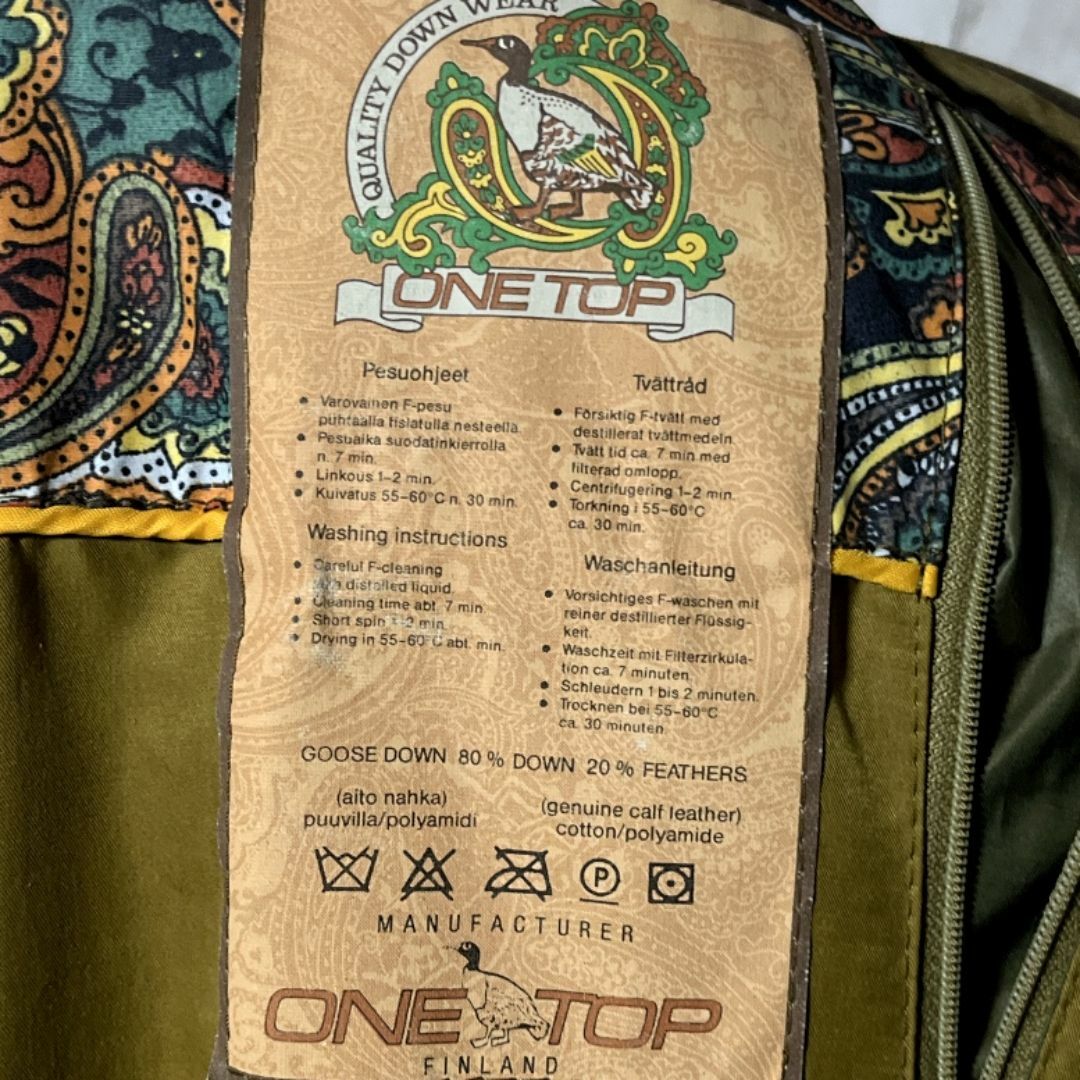 QUALITY DOWN WEAR
ONE TOP
Pesuohjeet
• Varovainen F-pesu
puhtaalla tislatulla nesteellä.
• Pesuaika suodatinkierrolla
n. 7 min.
• Linkous 1–2 min.
• Kuivatus 55–60°C n. 30 min.
Tvättråd
• Försiktig F-tvätt med
destillerat tvättmedeln.
• Tvätt tid ca. 7 min med
filterad omlopp.
• Centrifugering 1–2 min.
• Torkning i 55–60°C
ca. 30 min.
Washing instructions
• Careful F-cleaning
distolled liquid.
• Cleaning time abt. 7 min.
• Short spin 1–2 min.
• Drying in 55–60°C abt. min.
Waschanleitung
• Vorsichtiges F-waschen mit
reiner destillierter Flüssig-
keit.
• Waschzeit mit Filterzirkula-
tion ca. 7 minuten.
• Schleudern 1 bis 2 minuten.
• Trocknen bei 55–60°C
ca. 30 minuten.
GOOSE DOWN 80 % DOWN 20 % FEATHERS
(aito nahka)
puuvilla/polyamidi
(genuine calf leather)
cotton/polyamide
P
MANUFACTURER
ONE TOP
FINLAND